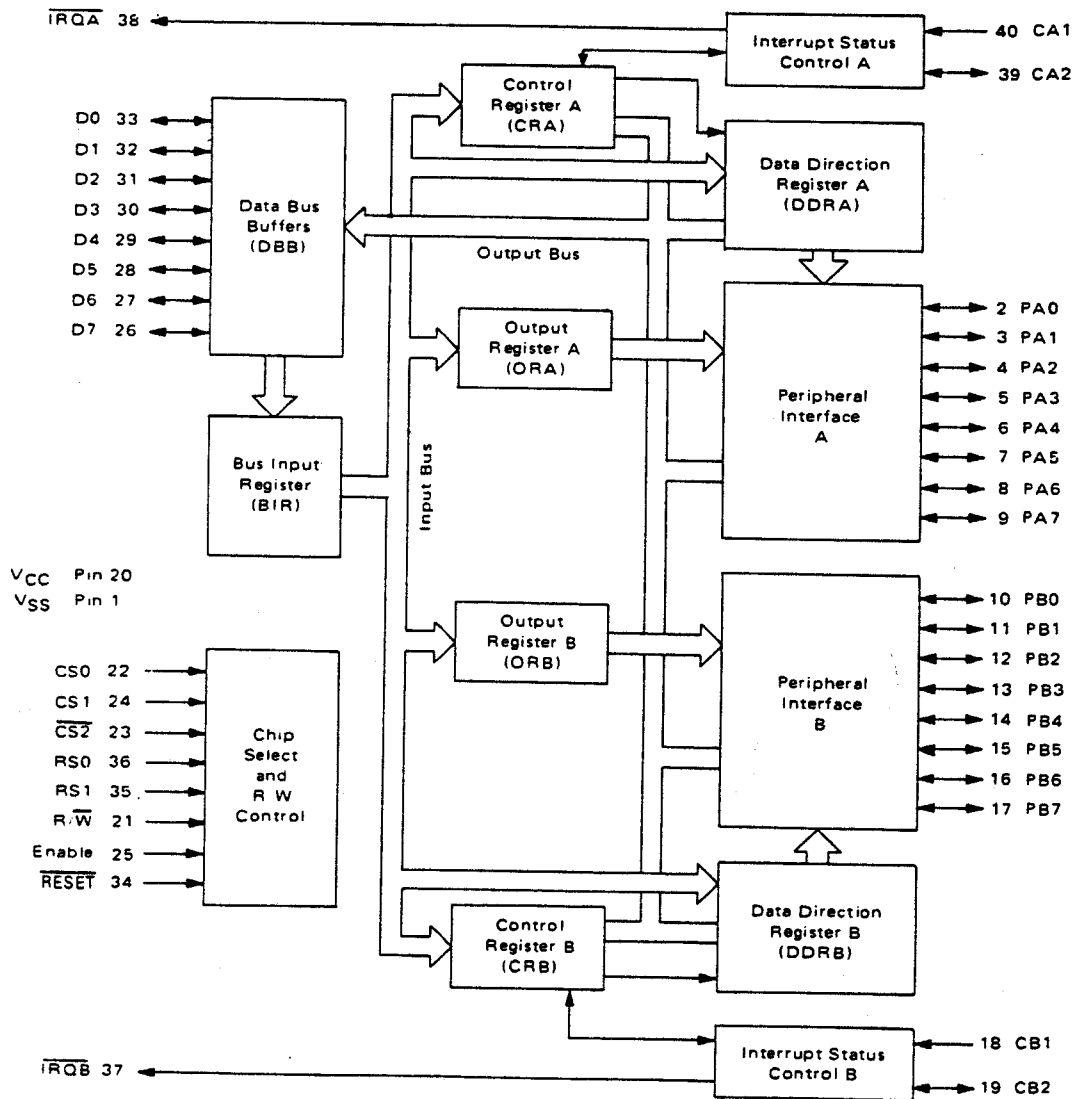 IRQA 38
Interrupt Status
Control A
40 CA1
39 CA2
Control
Register A
(CRA)
D0 33
D1 32
D2 31
D3 30
D4 29
D5 28
D6 27
D7 26
Data Bus
Buffers
(DBB)
Data Direction
Register A
(DDRA)
Output Bus
Output
Register A
(ORA)
Peripheral
Interface
A
2 PA0
3 PA1
4 PA2
5 PA3
6 PA4
7 PA5
8 PA6
9 PA7
Bus Input
Register
(BIR)
Input Bus
VCC Pin 20
VSS Pin 1
Output
Register B
(ORB)
Peripheral
Interface
B
10 PB0
11 PB1
12 PB2
13 PB3
14 PB4
15 PB5
16 PB6
17 PB7
CS0 22
CS1 24
CS2 23
RS0 36
RS1 35
R/W 21
Enable 25
RESET 34
Chip
Select
and
R W
Control
Control
Register B
(CRB)
Data Direction
Register B
(DDRB)
Interrupt Status
Control B
18 CB1
19 CB2
IRQB 37